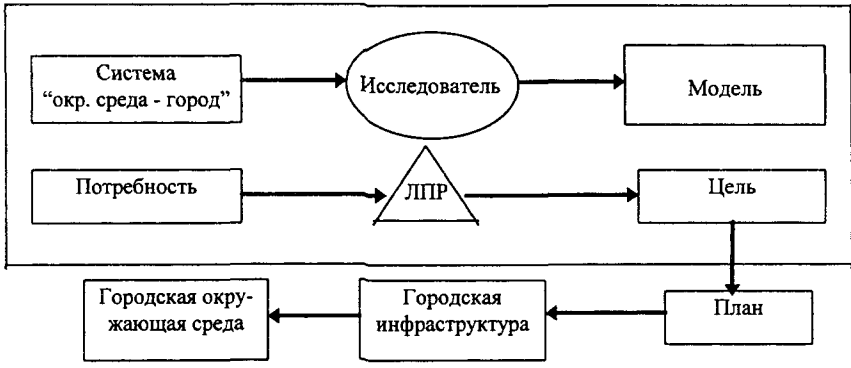 Система
“окр. среда - город”
Исследователь
Модель
Потребность
ЛПР
Цель
Городская окру-
жающая среда
Городская
инфраструктура
План